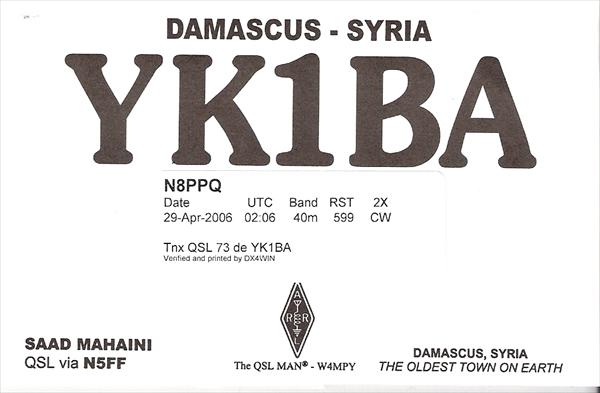 DAMASCUS - SYRIA
YK1BA
N8PPQ
Date UTC Band RST 2X
29-Apr-2006 02:06 40m 599 CW
Tnx QSL 73 de YK1BA
Verified and printed by DX4WIN
A
R R
L
SAAD MAHAINI
QSL via N5FF
The QSL MAN® - W4MPY
DAMASCUS, SYRIA
THE OLDEST TOWN ON EARTH